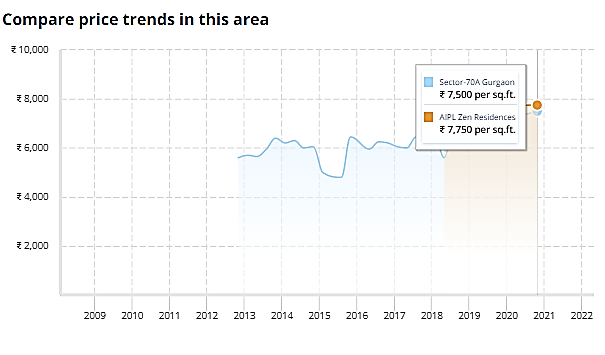 Compare price trends in this area
₹ 10,000
Sector-70A Gurgaon
₹ 7,500 per sq.ft.
₹ 8,000
AIPL Zen Residences
₹ 7,750 per sq.ft.
₹ 6,000
₹ 4,000
₹ 2,000
2009 2010 2011 2012 2013 2014 2015 2016 2017 2018 2019 2020 2021 2022